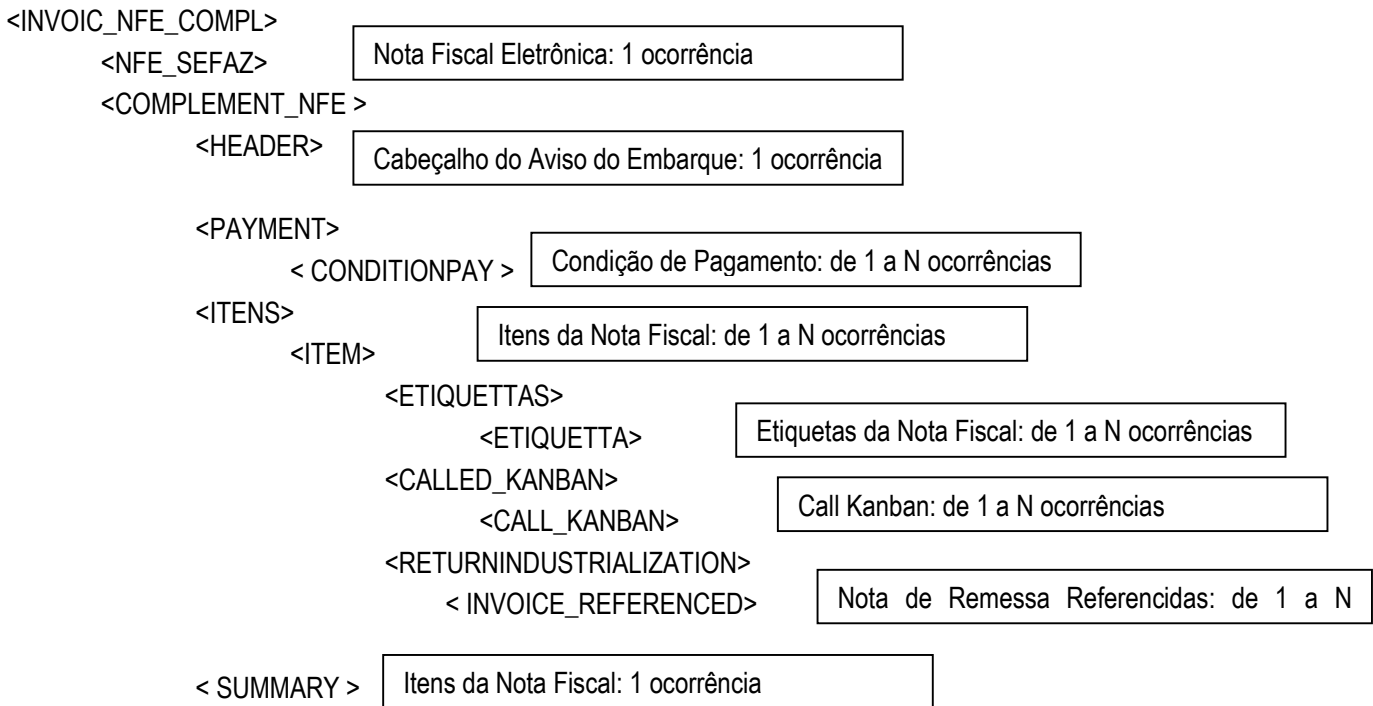 <INVOIC_NFE_COMPL>
<NFE_SEFAZ> Nota Fiscal Eletrônica: 1 ocorrência
<COMPLEMENT_NFE >
<HEADER> Cabeçalho do Aviso do Embarque: 1 ocorrência
<PAYMENT>
< CONDITIONPAY > Condição de Pagamento: de 1 a N ocorrências
<ITENS>
Itens da Nota Fiscal: de 1 a N ocorrências
<ITEM>
<ETIQUETTAS>
<ETIQUETTA> Etiquetas da Nota Fiscal: de 1 a N ocorrências
<CALLED_KANBAN>
<CALL_KANBAN> Call Kanban: de 1 a N ocorrências
<RETURNINDUSTRIALIZATION>
< INVOICE_REFERENCED> Nota de Remessa Referencidas: de 1 a N
< SUMMARY > Itens da Nota Fiscal: 1 ocorrência